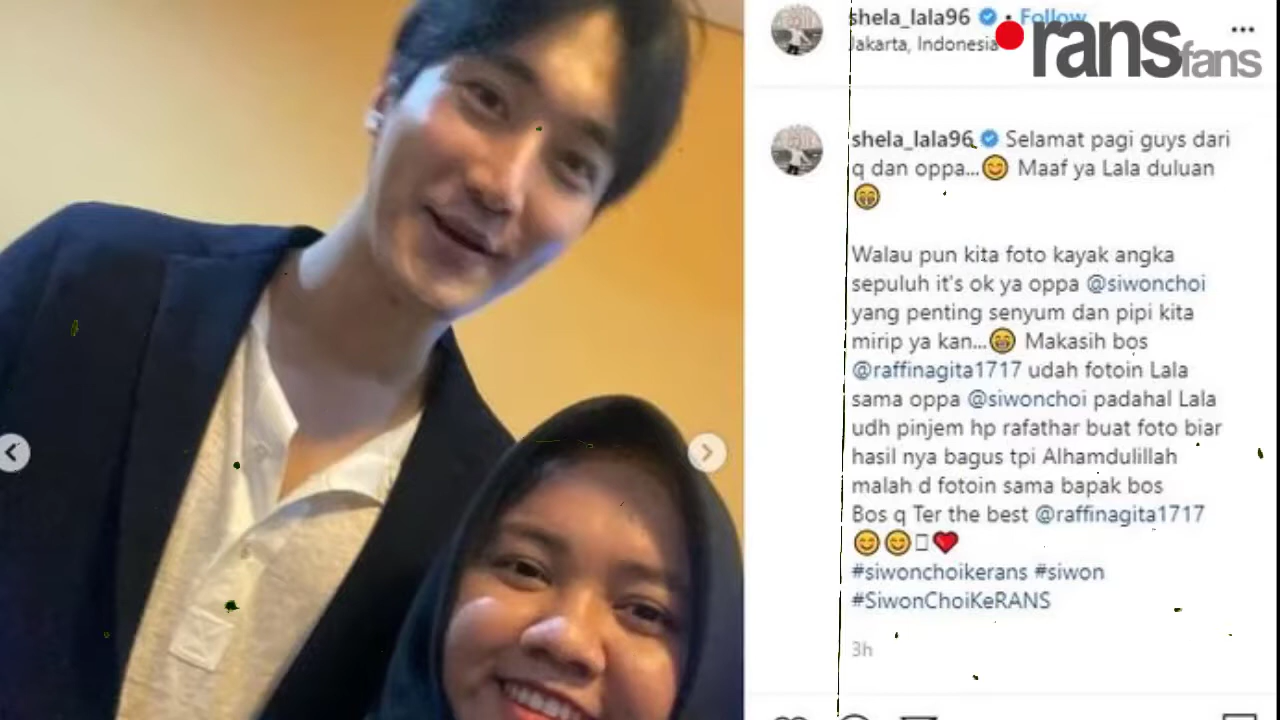 shela_lala96 • Follow
Jakarta, Indonesia
rans
fans
shela_lala96 Selamat pagi guys dari
q dan oppa...😊 Maaf ya Lala duluan
😁
Walau pun kita foto kayak angka
sepuluh it's ok ya oppa @siwonchoi
yang penting senyum dan pipi kita
mirip ya kan...😁 Makasih bos
@raffinagita1717 udah fotoin Lala
sama oppa @siwonchoi padahal Lala
udh pinjem hp rafathar buat foto biar
hasil nya bagus tpi Alhamdulillah
malah d fotoin sama bapak bos
Bos q Ter the best @raffinagita1717
😊😊▯❤️
#siwonchoikerans #siwon
#SiwonChoiKeRANS
3h